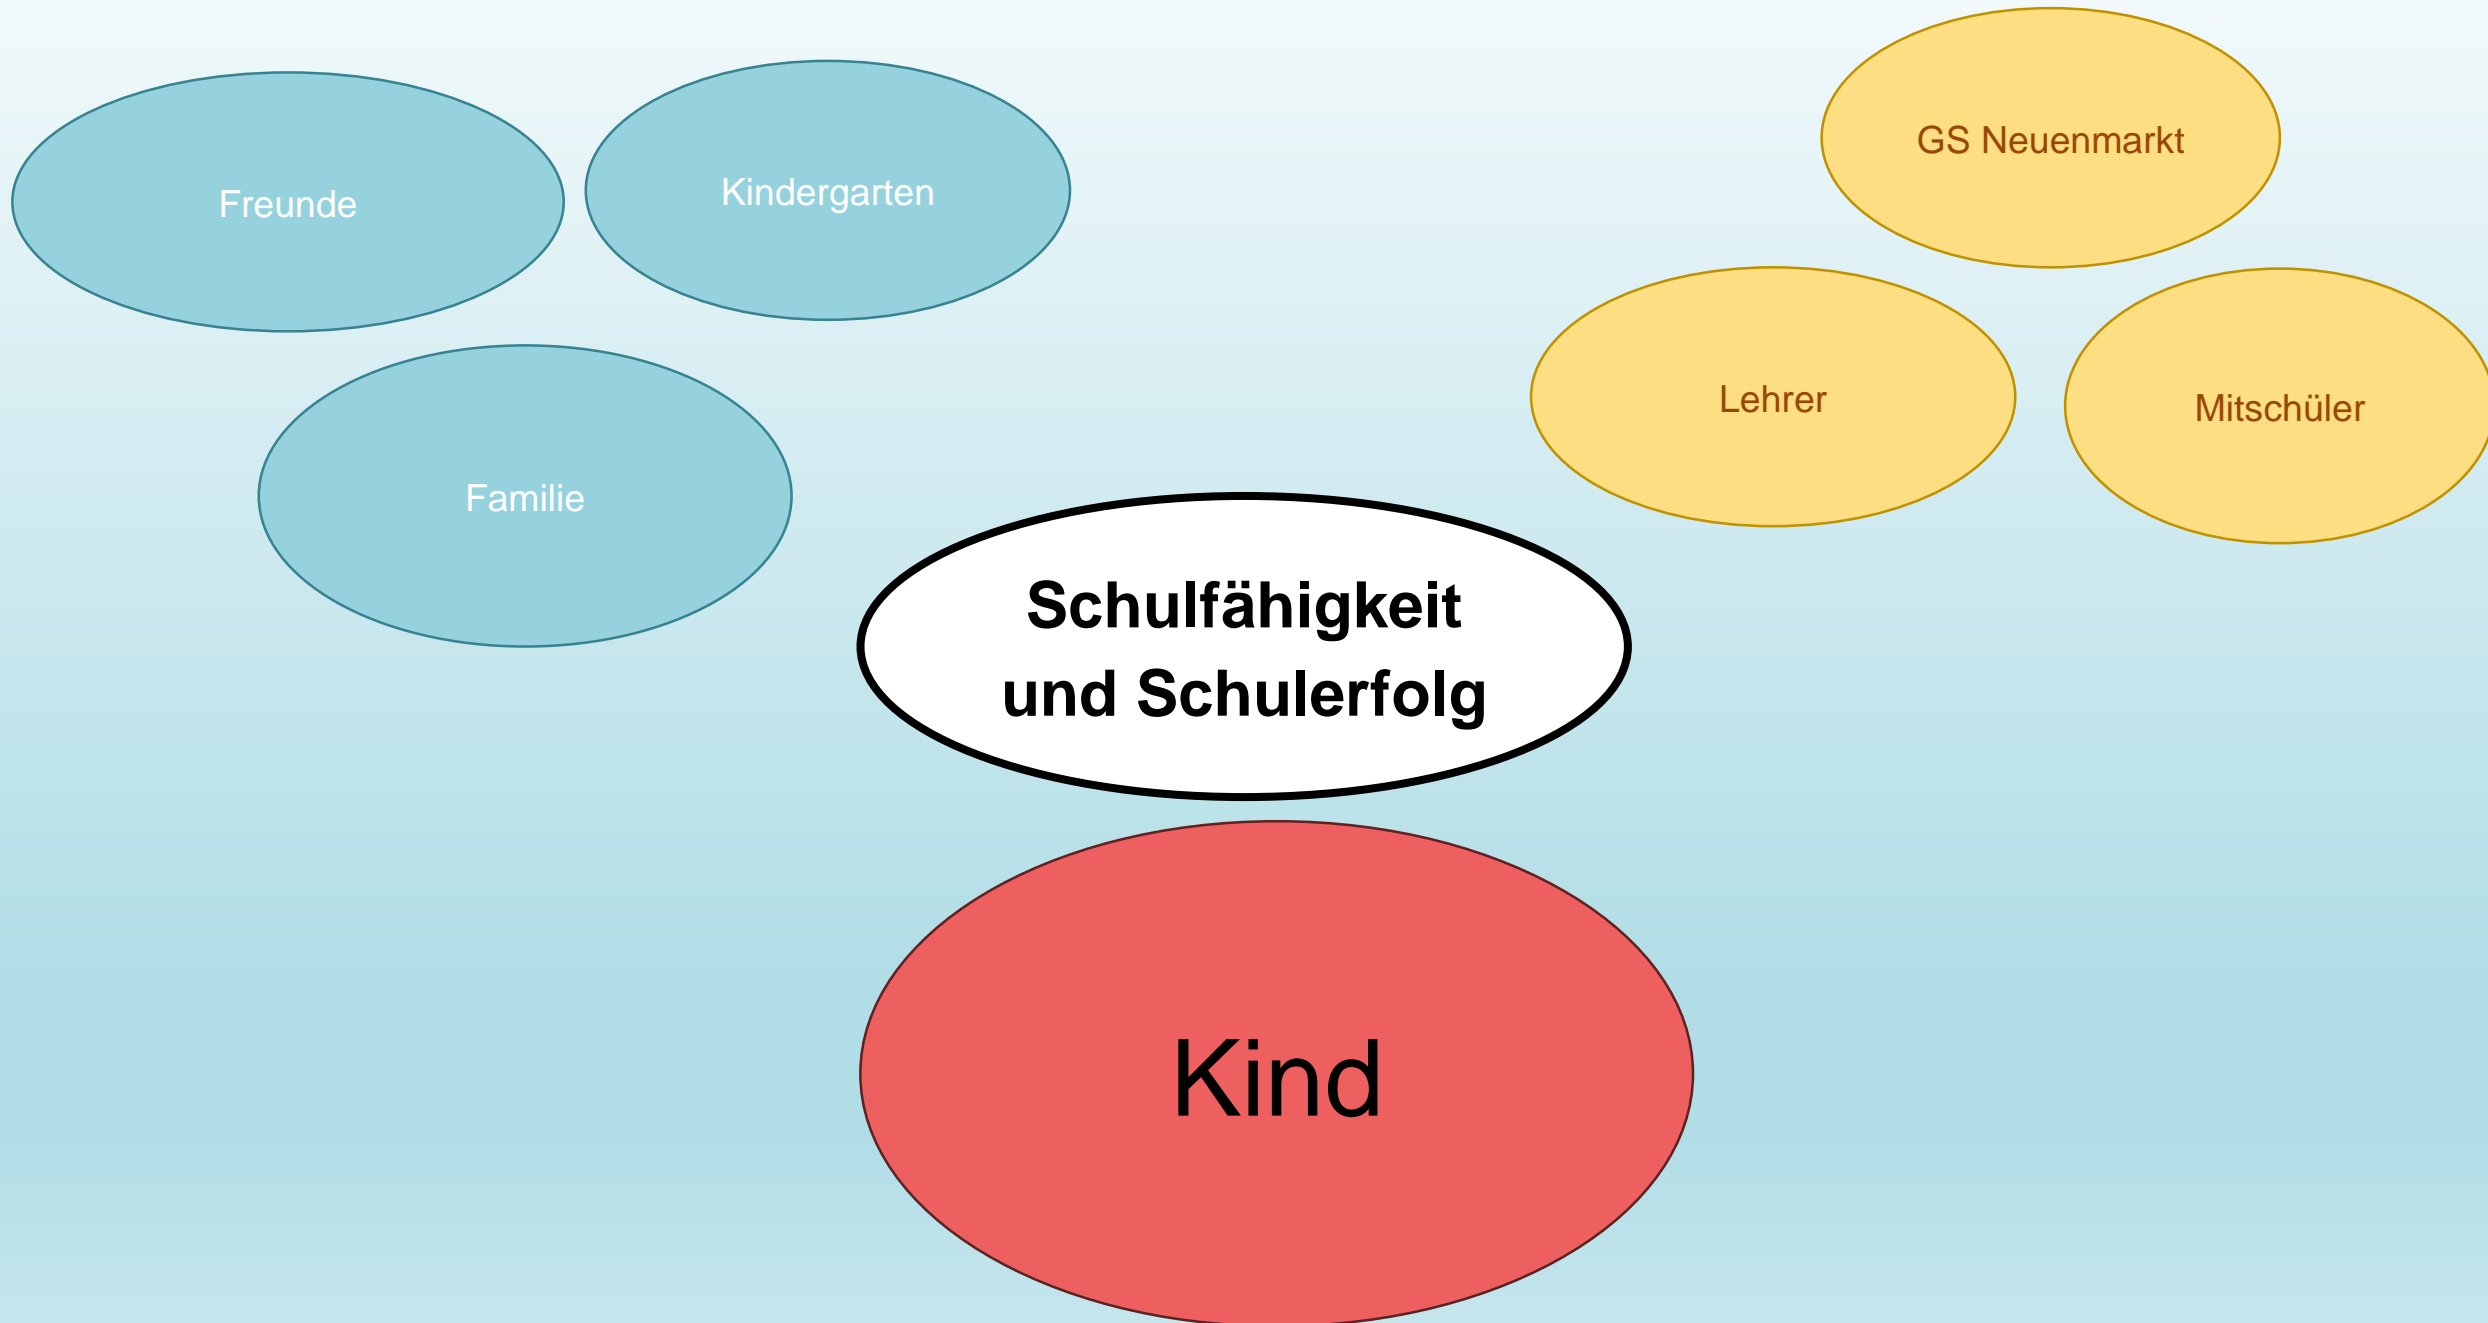 Freunde
Kindergarten
Familie
GS Neuenmarkt
Lehrer
Mitschüler
Schulfähigkeit
und Schulerfolg
Kind